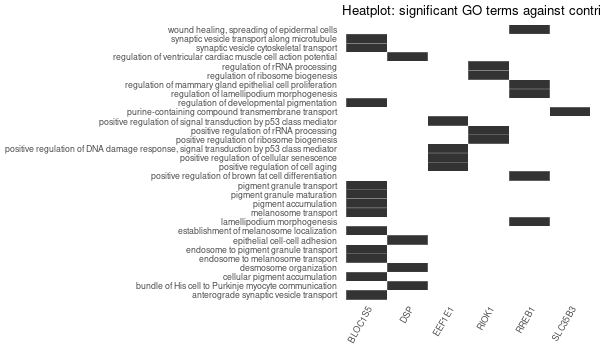 Heatplot: significant GO terms against contri
wound healing, spreading of epidermal cells
synaptic vesicle transport along microtubule
synaptic vesicle cytoskeletal transport
regulation of ventricular cardiac muscle cell action potential
regulation of rRNA processing
regulation of ribosome biogenesis
regulation of mammary gland epithelial cell proliferation
regulation of lamellipodium morphogenesis
regulation of developmental pigmentation
purine-containing compound transmembrane transport
positive regulation of signal transduction by p53 class mediator
positive regulation of rRNA processing
positive regulation of ribosome biogenesis
positive regulation of DNA damage response, signal transduction by p53 class mediator
positive regulation of cellular senescence
positive regulation of cell aging
positive regulation of brown fat cell differentiation
pigment granule transport
pigment granule maturation
pigment accumulation
melanosome transport
lamellipodium morphogenesis
establishment of melanosome localization
epithelial cell-cell adhesion
endosome to pigment granule transport
endosome to melanosome transport
desmosome organization
cellular pigment accumulation
bundle of His cell to Purkinje myocyte communication
anterograde synaptic vesicle transport
BLOC1S5
DSP
EEF1E1
RIOK1
RREB1
SLC35B3